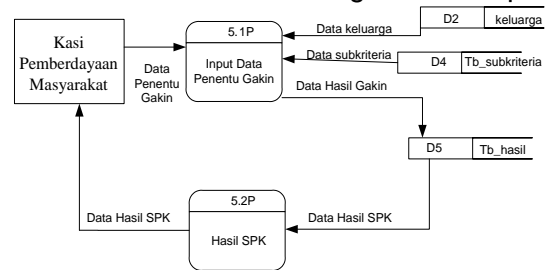 Kasi
Pemberdayaan
Masyarakat
Data
Penentu
Gakin
5.1P
Input Data
Penentu Gakin
Data keluarga
D2 keluarga
Data subkriteria
D4 Tb_subkriteria
Data Hasil Gakin
D5 Tb_hasil
Data Hasil SPK
5.2P
Hasil SPK
Data Hasil SPK